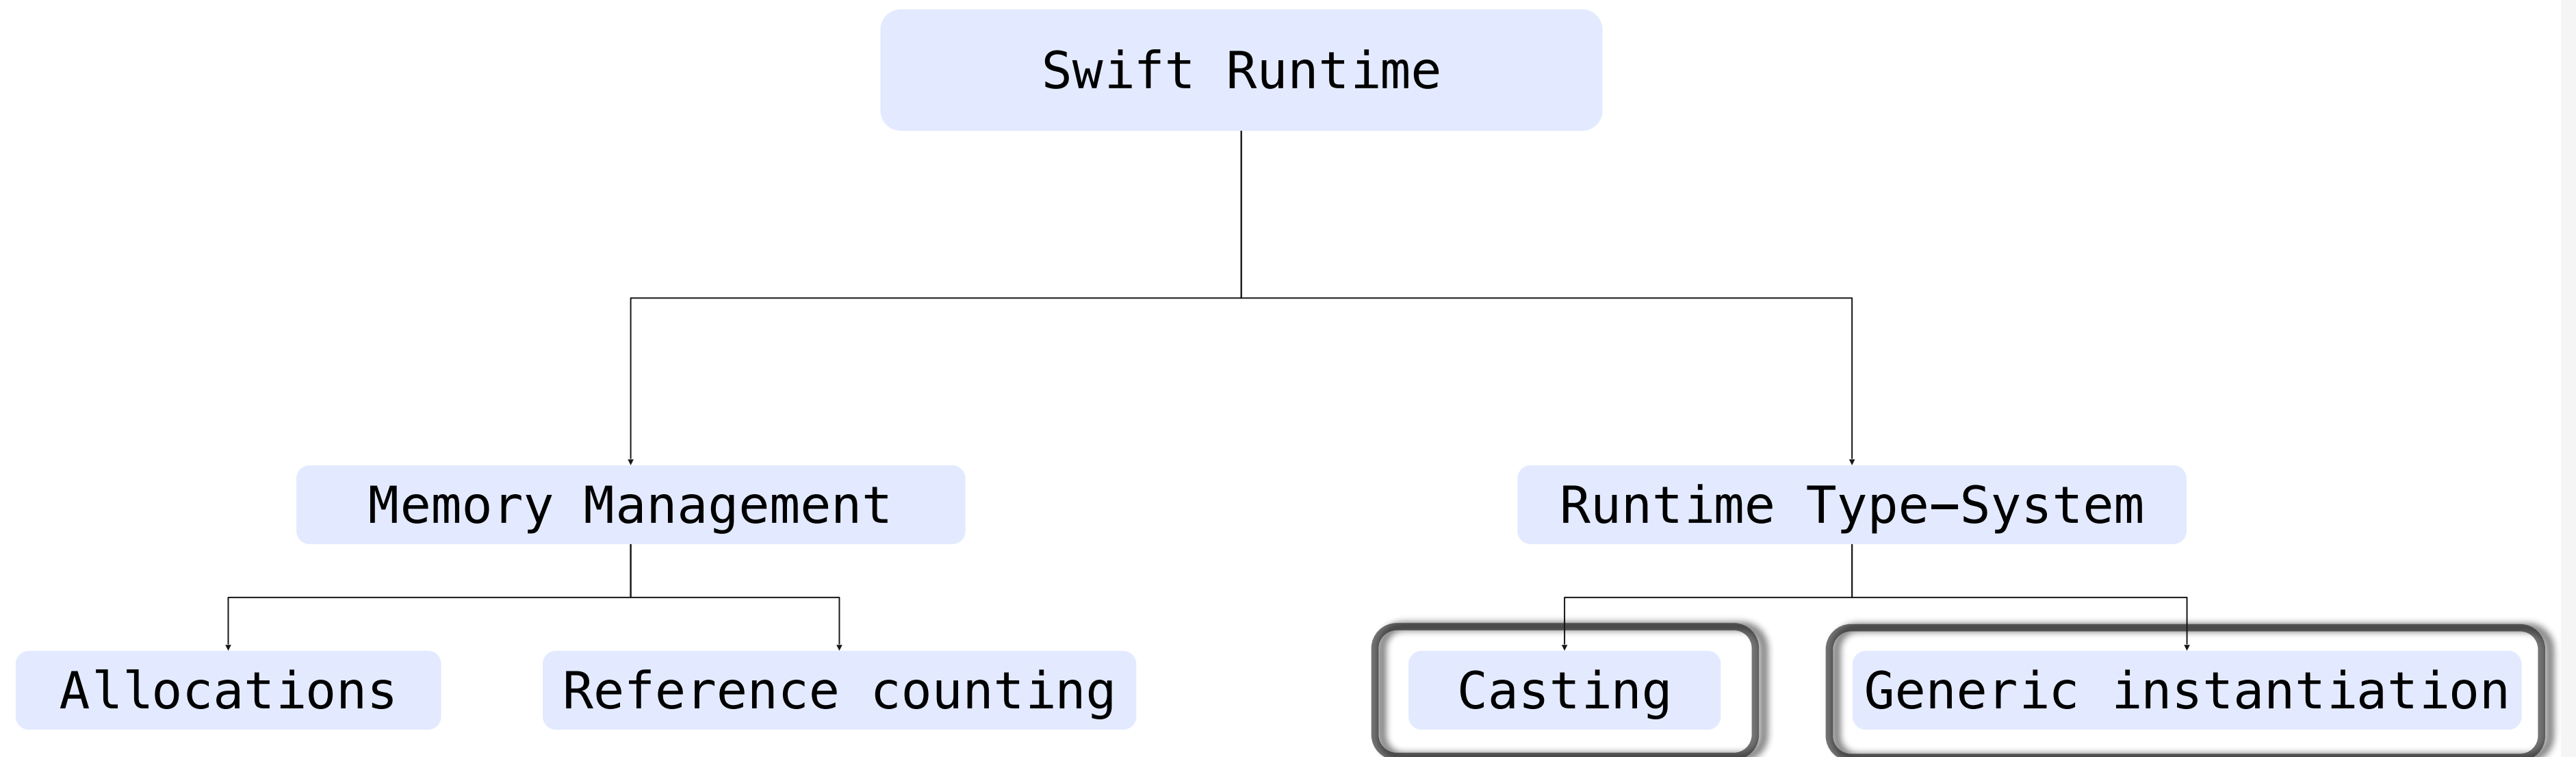 Swift Runtime
Memory Management
Runtime Type-System
Allocations
Reference counting
Casting
Generic instantiation